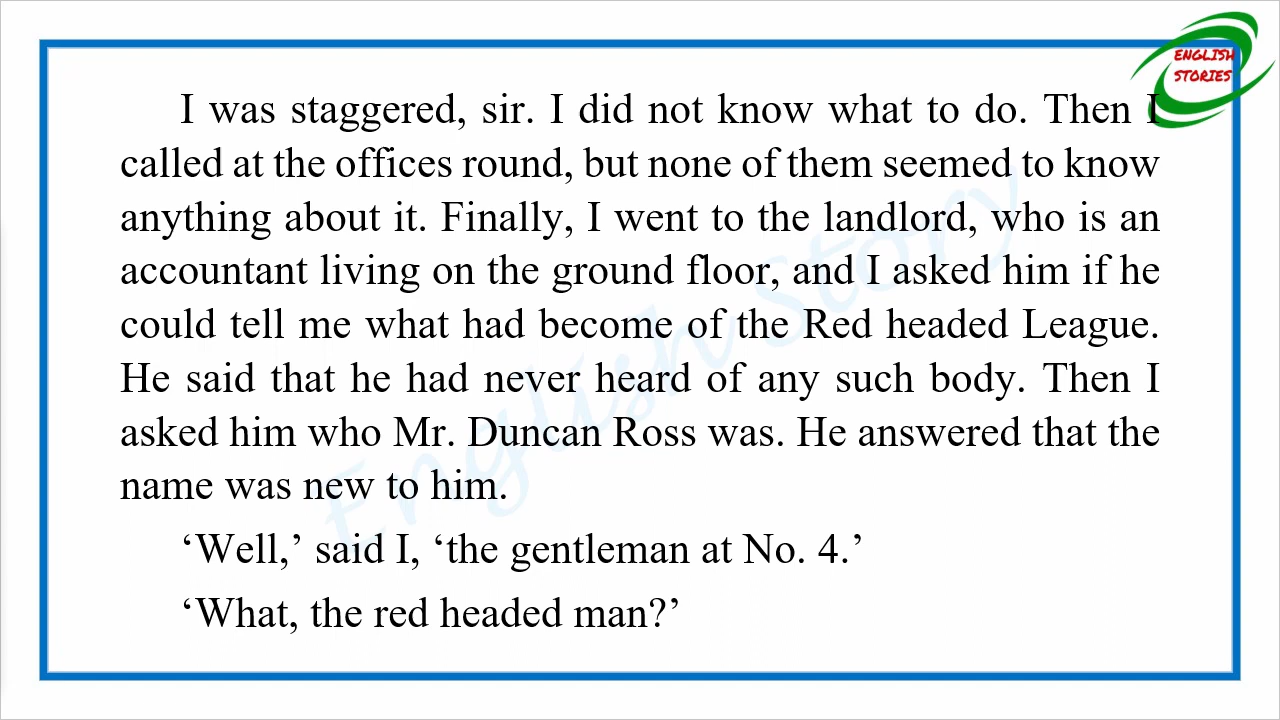 ENGLISH
STORIES
I was staggered, sir. I did not know what to do. Then I
called at the offices round, but none of them seemed to know
anything about it. Finally, I went to the landlord, who is an
accountant living on the ground floor, and I asked him if he
could tell me what had become of the Red headed League.
He said that he had never heard of any such body. Then I
asked him who Mr. Duncan Ross was. He answered that the
name was new to him.
‘Well,’ said I, ‘the gentleman at No. 4.’
‘What, the red headed man?’
English Story